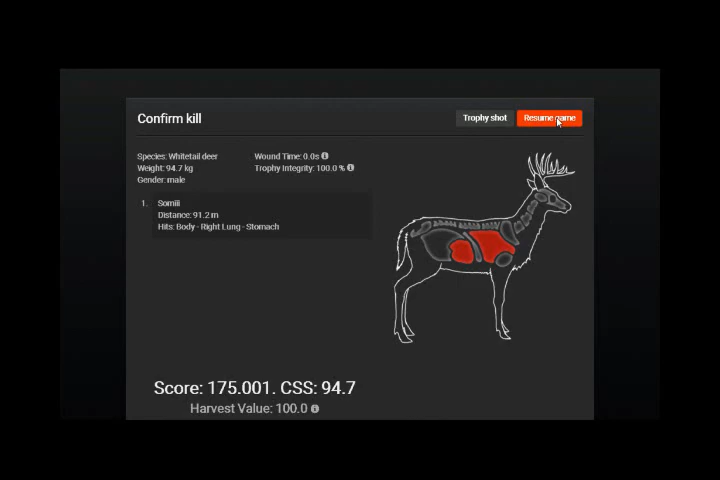 Confirm kill
Trophy shot
Resume game
Species: Whitetail deer
Wound Time: 0.0s
Weight: 94.7 kg
Trophy Integrity: 100.0 %
Gender: male
1. Somiii
Distance: 91.2 m
Hits: Body - Right Lung - Stomach
Score: 175.001. CSS: 94.7
Harvest Value: 100.0